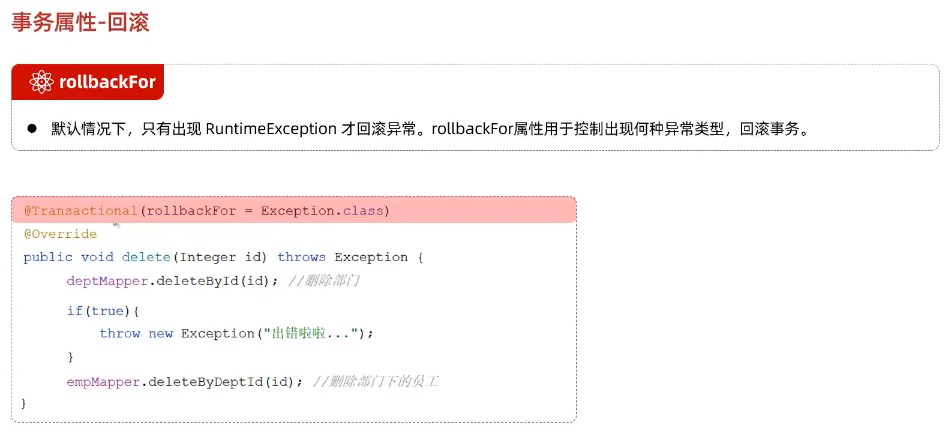 事务属性-回滚
rollbackFor
默认情况下，只有出现 RuntimeException 才回滚异常。rollbackFor属性用于控制出现何种异常类型，回滚事务。
@Transactional(rollbackFor = Exception.class)
@Override
public void delete(Integer id) throws Exception {
deptMapper.deleteById(id); //删除部门
if(true){
throw new Exception("出错啦啦...");
}
empMapper.deleteByDeptId(id); //删除部门下的员工
}